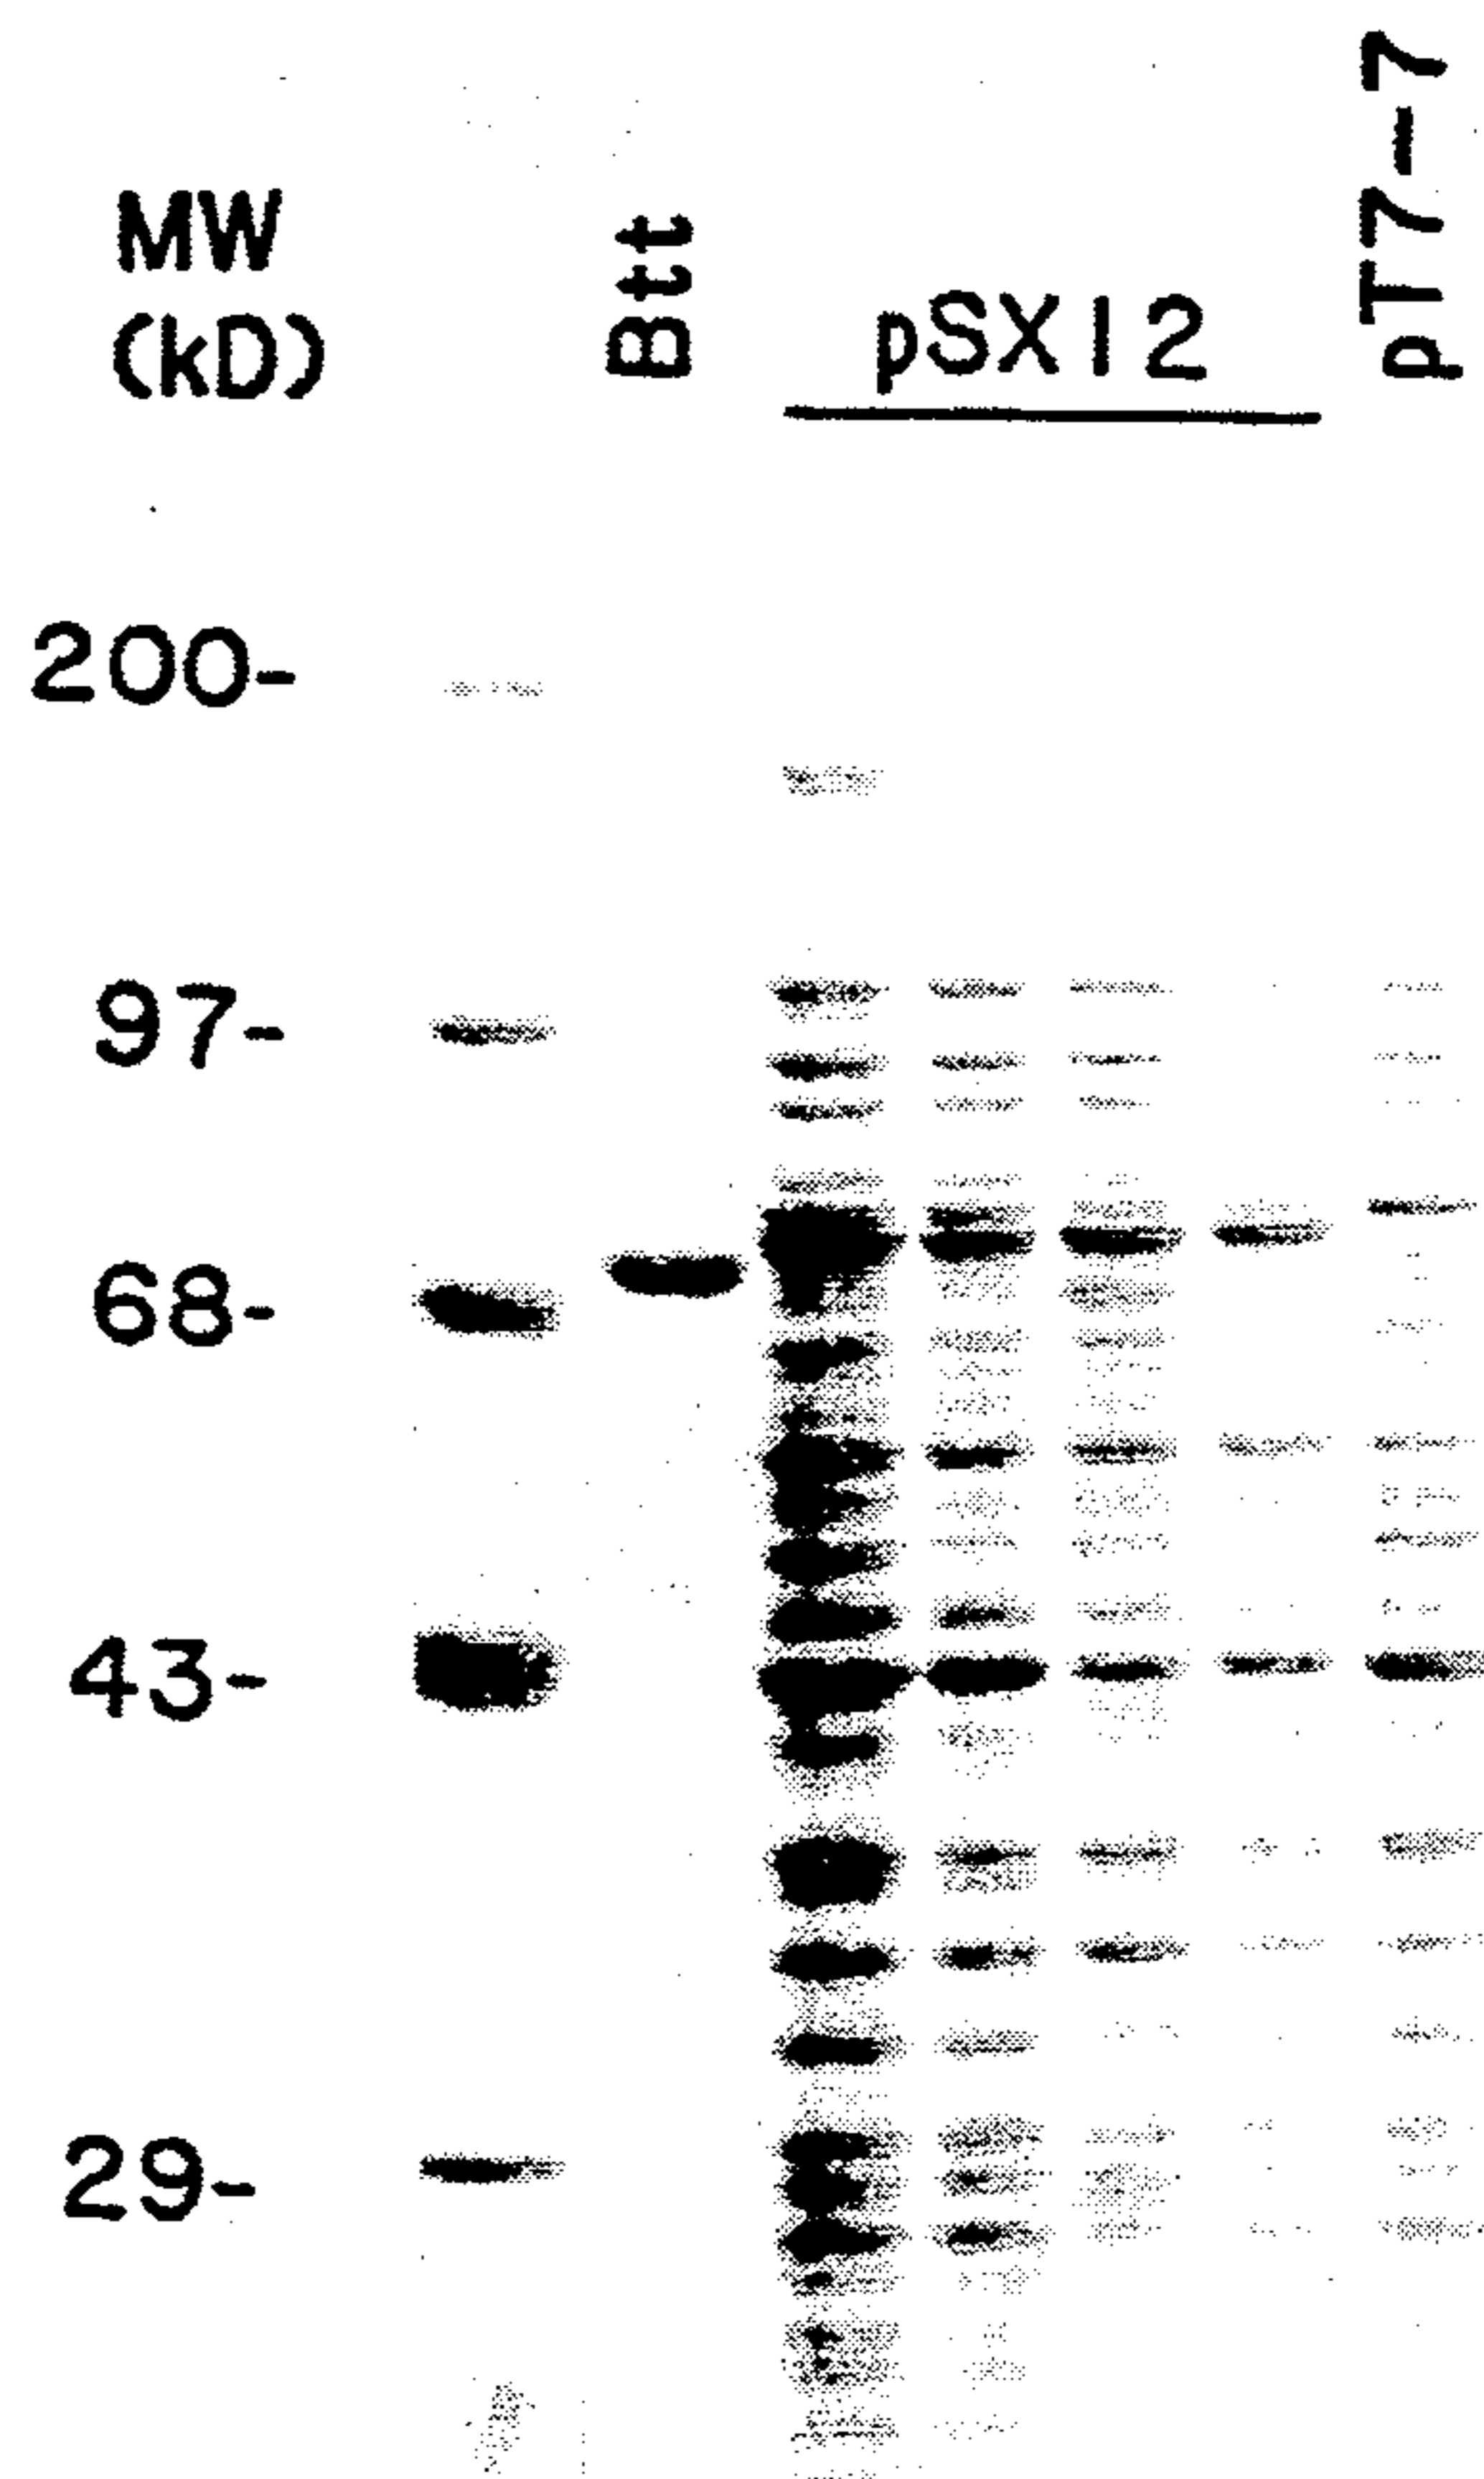 MW
(kD)
Btt
pSX12
pT7-7
200-
97-
68-
43-
29-